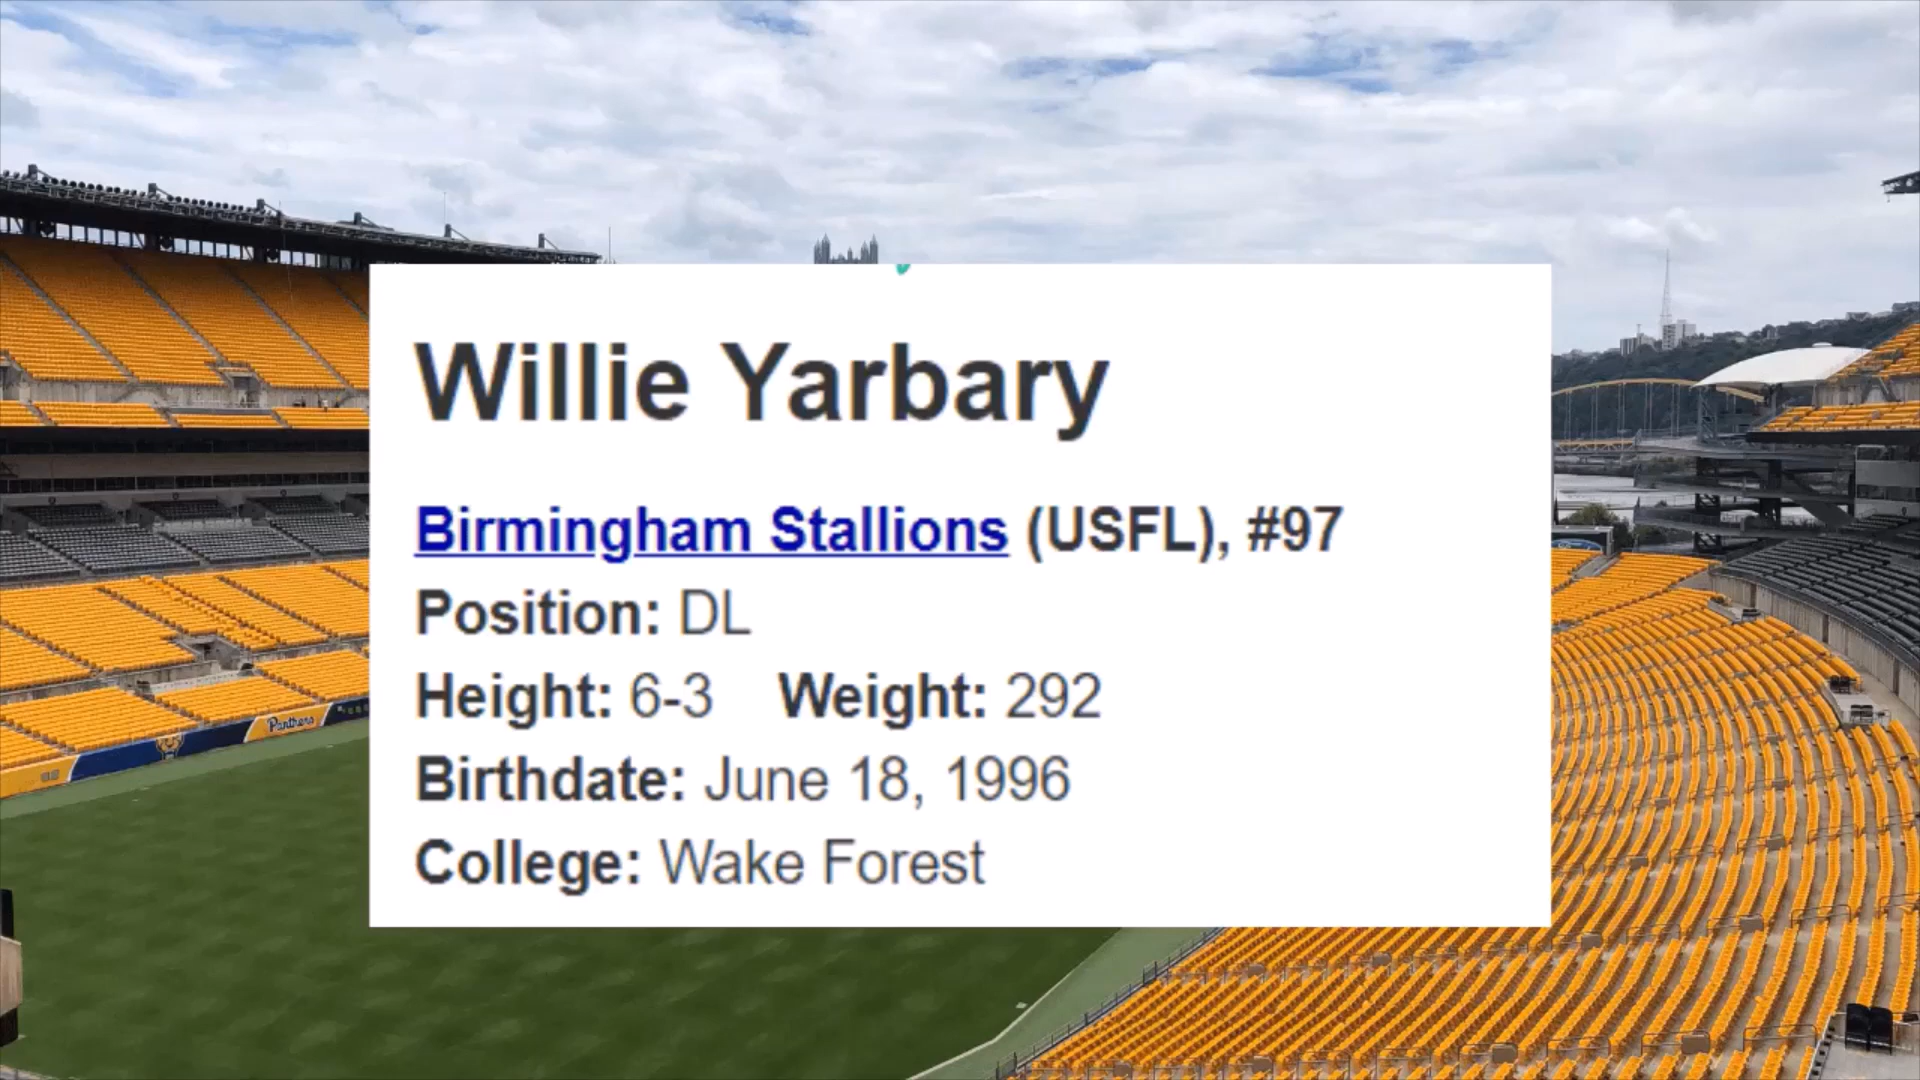 Willie Yarbary
Birmingham Stallions (USFL), #97
Position: DL
Height: 6-3 Weight: 292
Birthdate: June 18, 1996
College: Wake Forest
Panthers